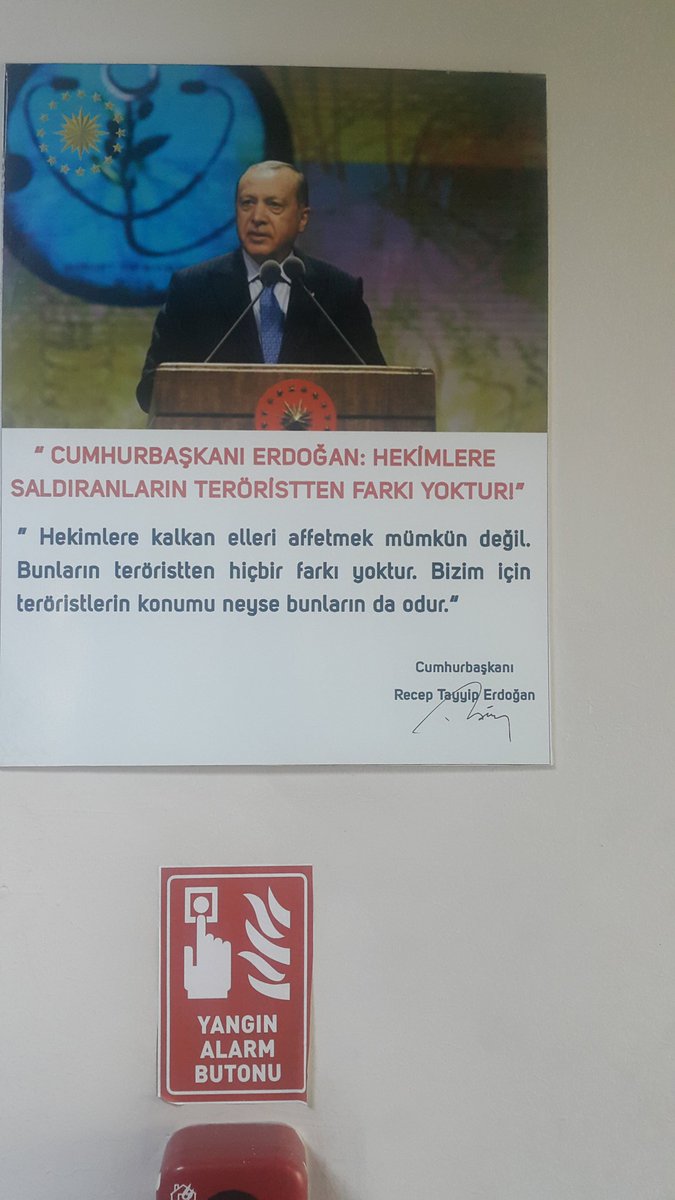 “ CUMHURBAŞKANI ERDOĞAN: HEKİMLERE
SALDIRANLARIN TERÖRİSTTEN FARKI YOKTUR!”
“ Hekimlere kalkan elleri affetmek mümkün değil.
Bunların teröristten hiçbir farkı yoktur. Bizim için
teröristlerin konumu neyse bunların da odur.“
Cumhurbaşkanı
Recep Tayyip Erdoğan
YANGIN
ALARM
BUTONU